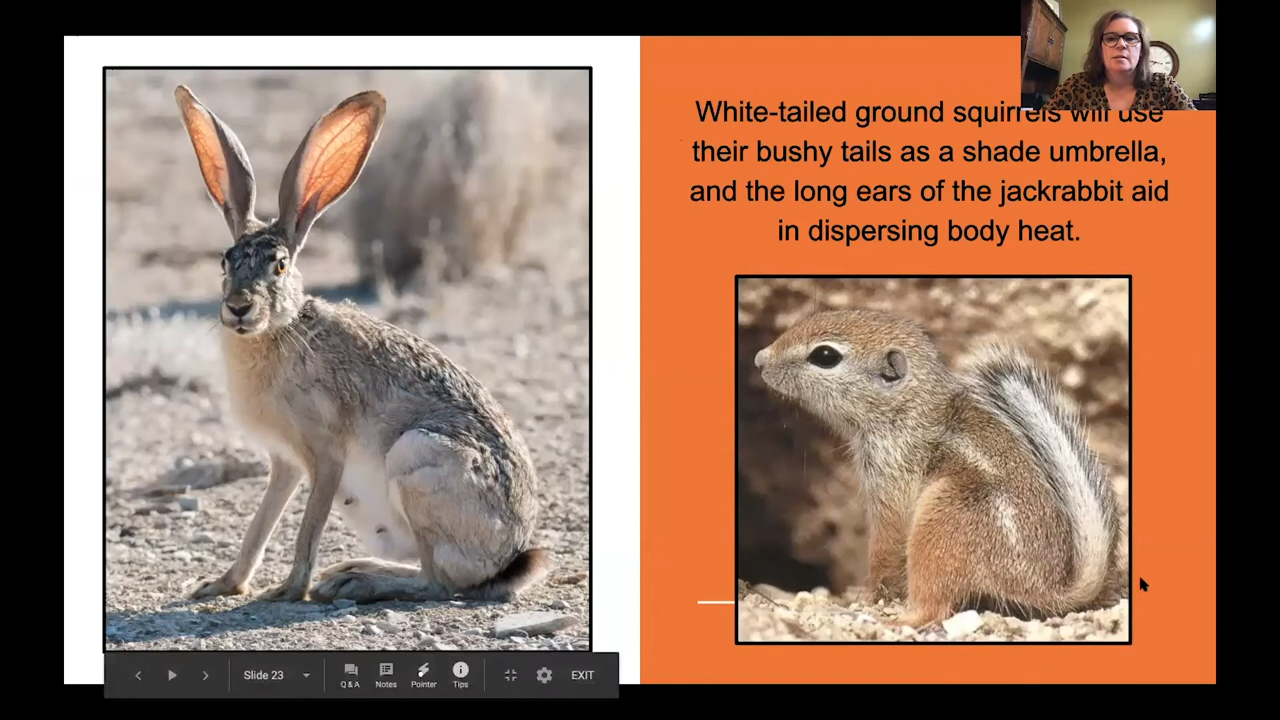 White-tailed ground squirrels will use
their bushy tails as a shade umbrella,
and the long ears of the jackrabbit aid
in dispersing body heat.
Slide 23
Q & A
Notes
Pointer
Tips
EXIT